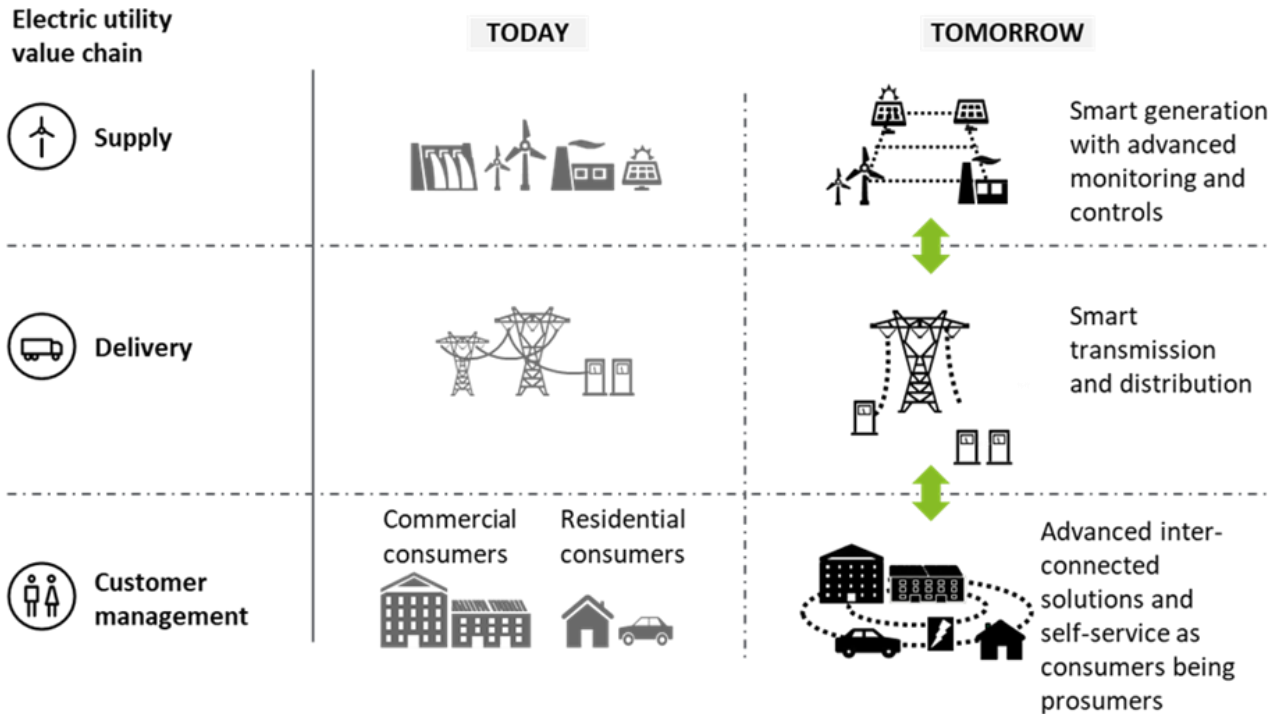 Electric utility
value chain
TODAY
TOMORROW
Supply
Smart generation
with advanced
monitoring and
controls
Delivery
Smart
transmission
and distribution
Customer
management
Commercial
consumers
Residential
consumers
Advanced inter-
connected
solutions and
self-service as
consumers being
prosumers